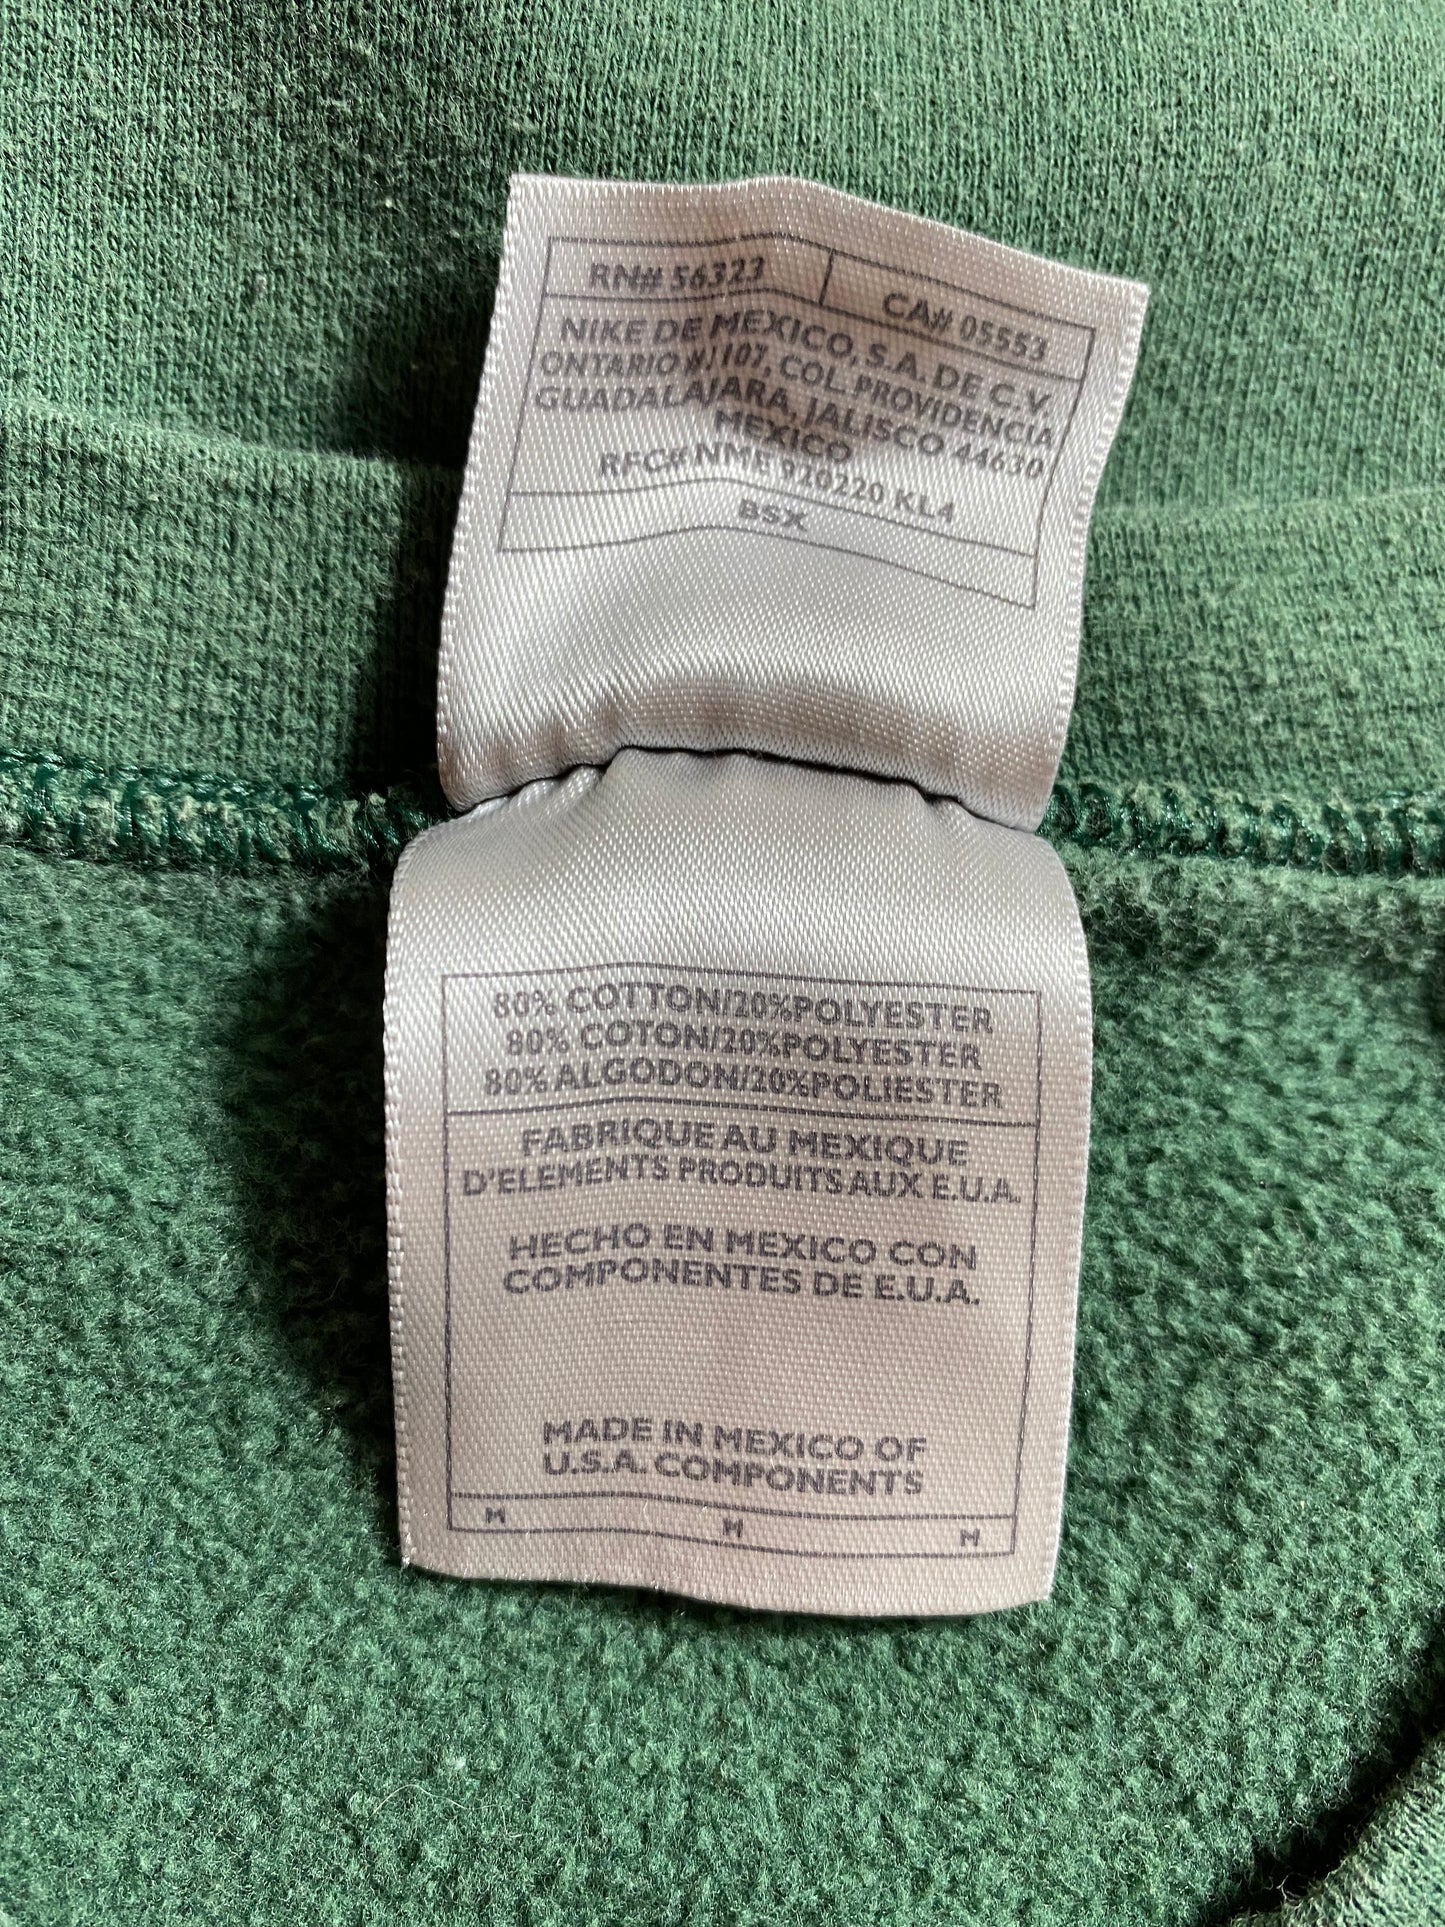 RN# 56323 CA# 05553
NIKE DE MEXICO, S.A. DE C.V.
ONTARIO #1107, COL. PROVIDENCIA
GUADALAJARA, JALISCO 44630
MEXICO
RFC# NME 920220 KL4
BSX
80% COTTON/20%POLYESTER
80% COTON/20%POLYESTER
80% ALGODON/20%POLIESTER
FABRIQUE AU MEXIQUE
D'ELEMENTS PRODUITS AUX E.U.A.
HECHO EN MEXICO CON
COMPONENTES DE E.U.A.
MADE IN MEXICO OF
U.S.A. COMPONENTS
M M M